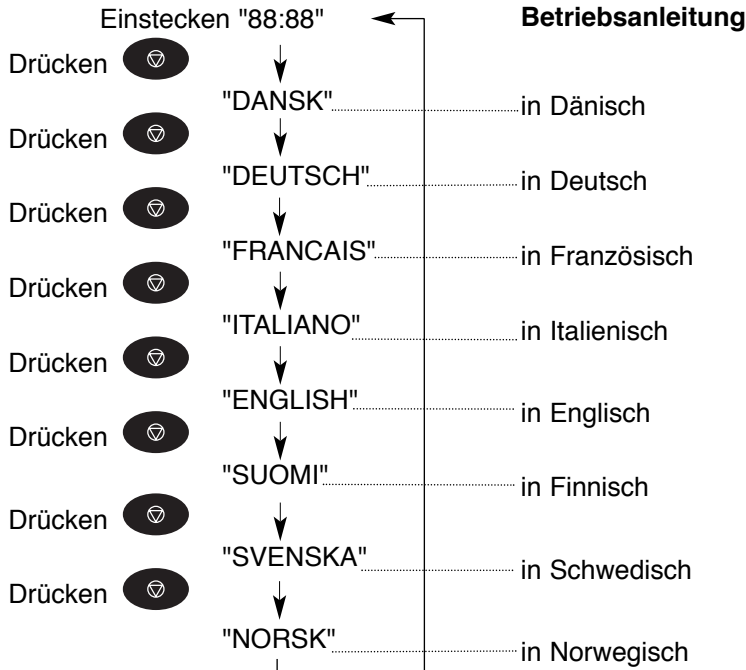 Einstecken "88:88" Betriebsanleitung
Drücken
"DANSK" in Dänisch
Drücken
"DEUTSCH" in Deutsch
Drücken
"FRANCAIS" in Französisch
Drücken
"ITALIANO" in Italienisch
Drücken
"ENGLISH" in Englisch
Drücken
"SUOMI" in Finnisch
Drücken
"SVENSKA" in Schwedisch
Drücken
"NORSK" in Norwegisch